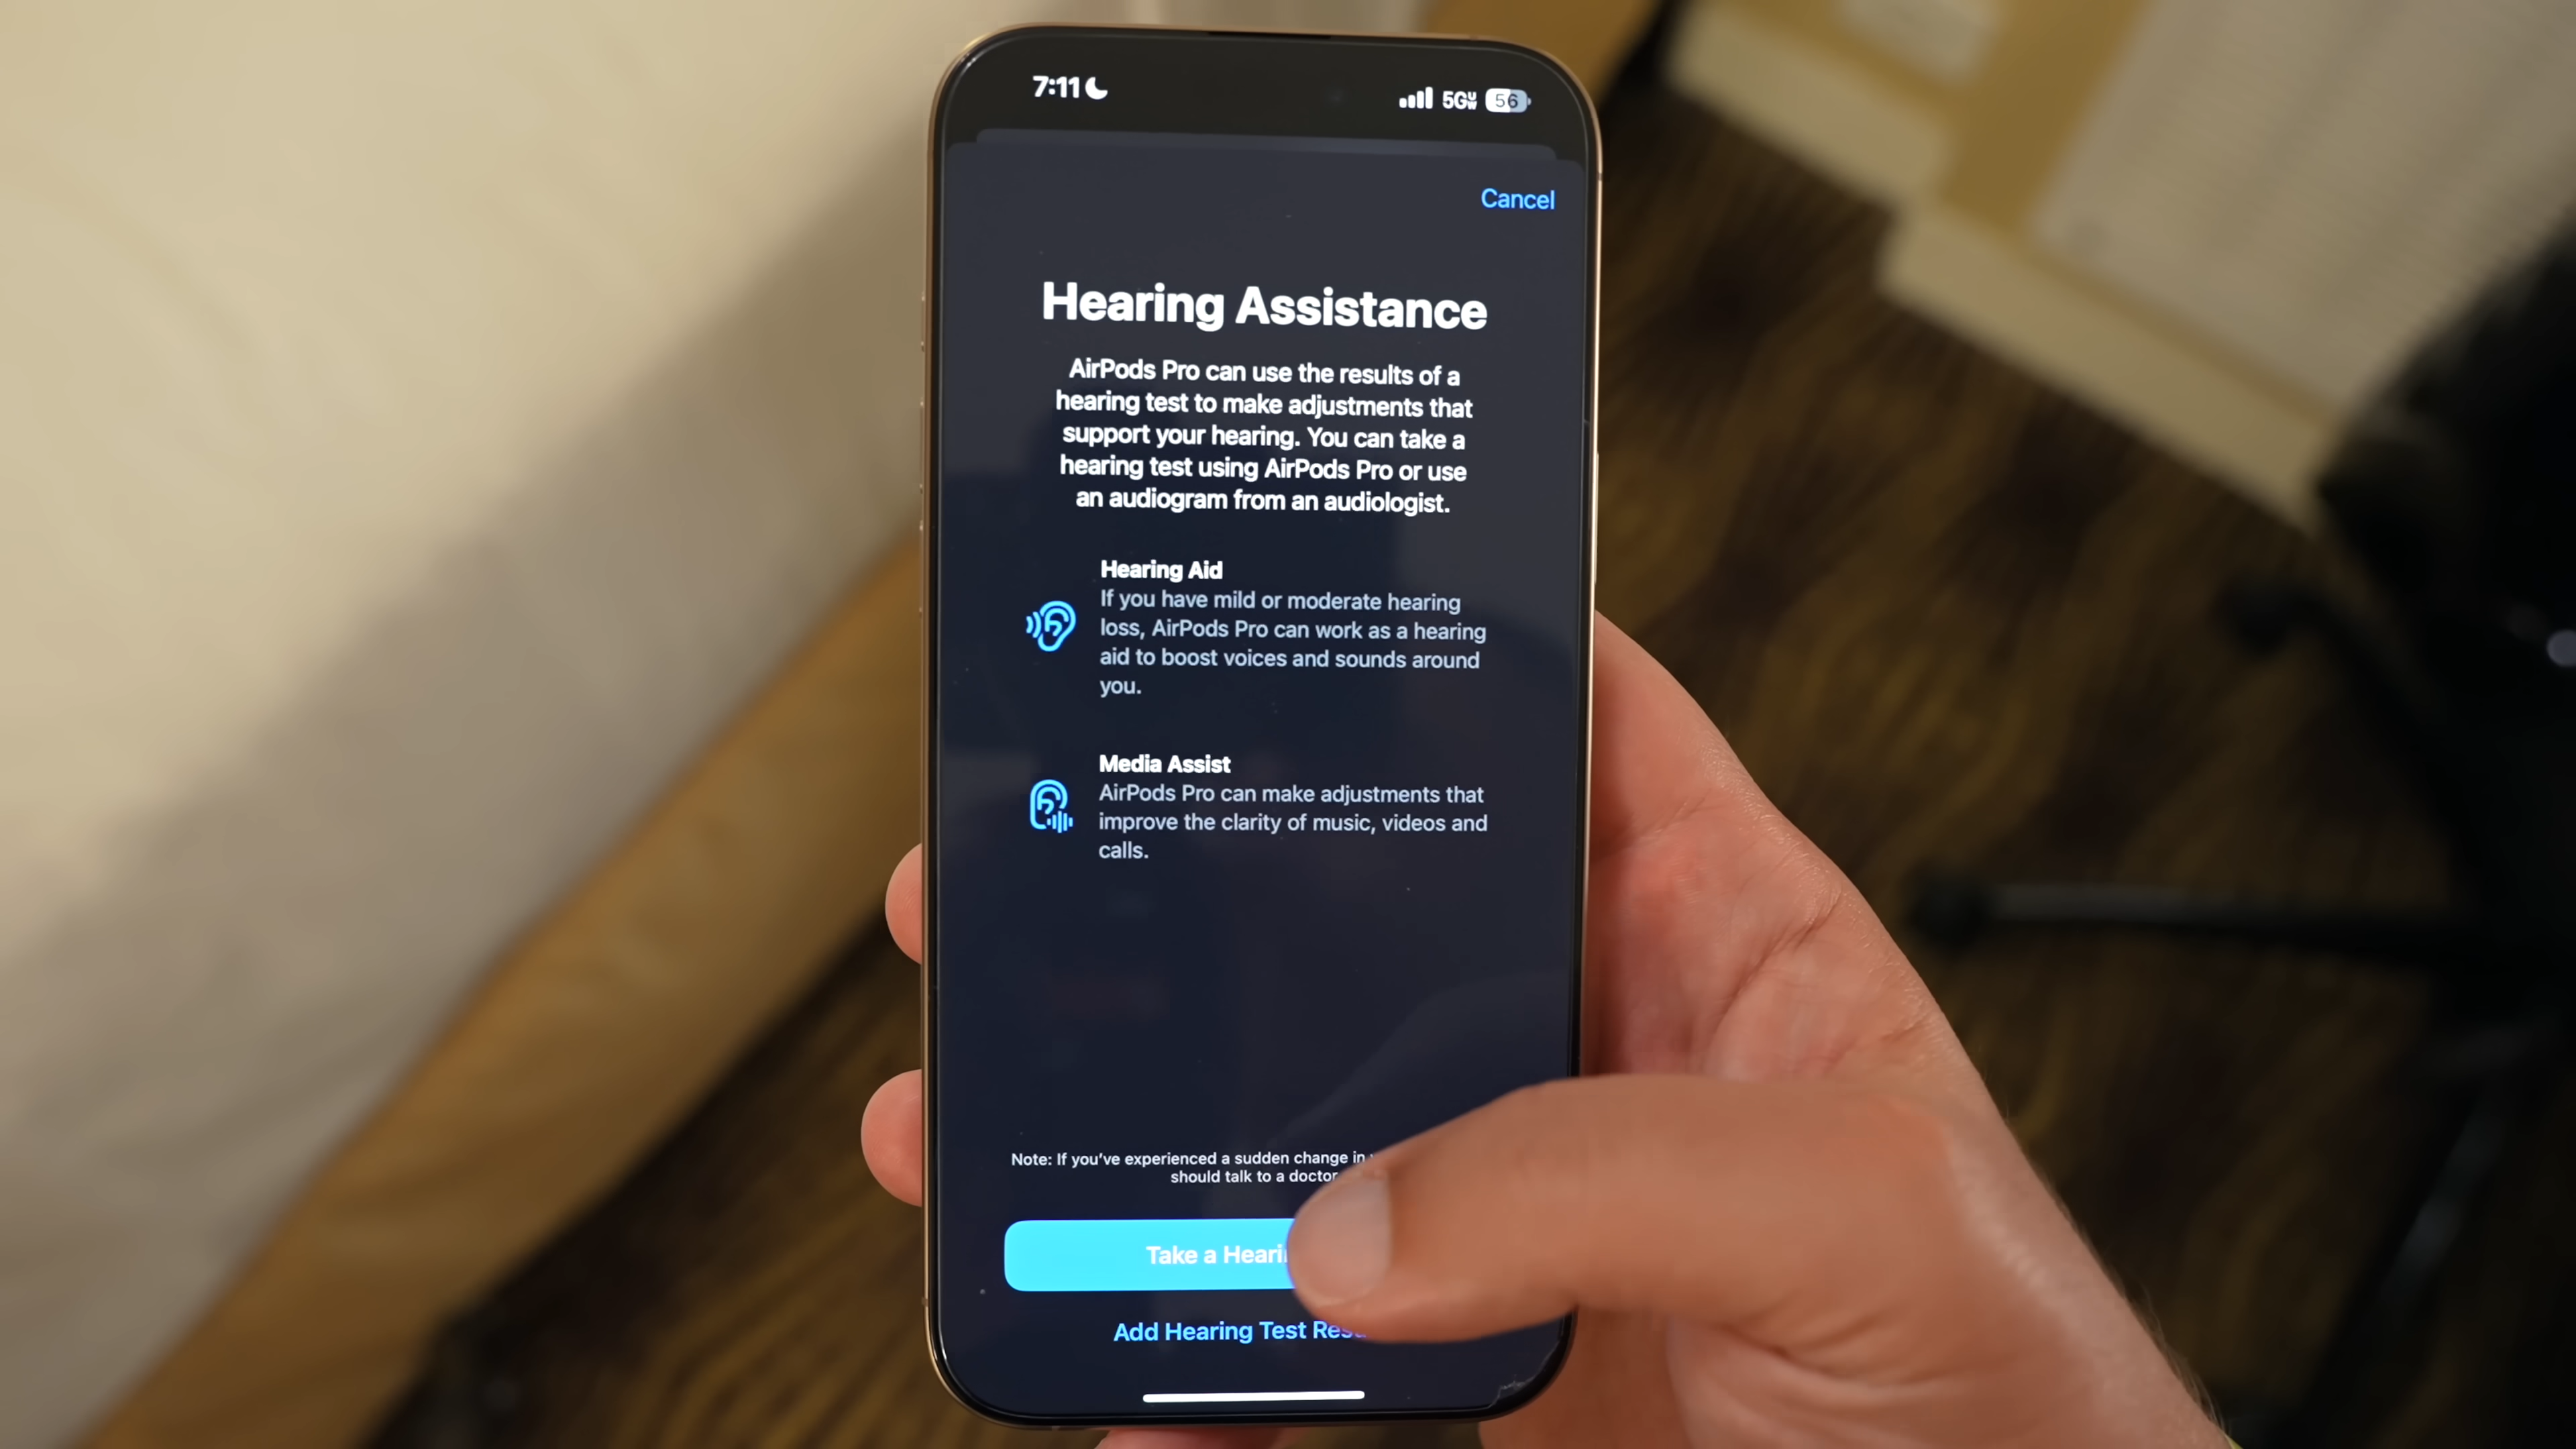 7:11
5G UW 56
Cancel
Hearing Assistance
AirPods Pro can use the results of a
hearing test to make adjustments that
support your hearing. You can take a
hearing test using AirPods Pro or use
an audiogram from an audiologist.
Hearing Aid
If you have mild or moderate hearing
loss, AirPods Pro can work as a hearing
aid to boost voices and sounds around
you.
Media Assist
AirPods Pro can make adjustments that
improve the clarity of music, videos and
calls.
Note: If you've experienced a sudden change in
should talk to a doctor
Take a
Add Hearing Test